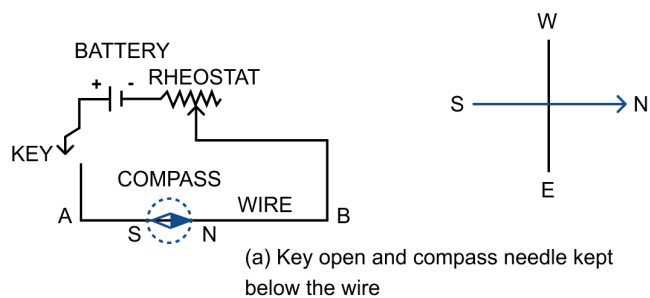 BATTERY
+ -
RHEOSTAT
KEY
COMPASS
A
S
N
WIRE
B
W
S
N
E
(a) Key open and compass needle kept
below the wire